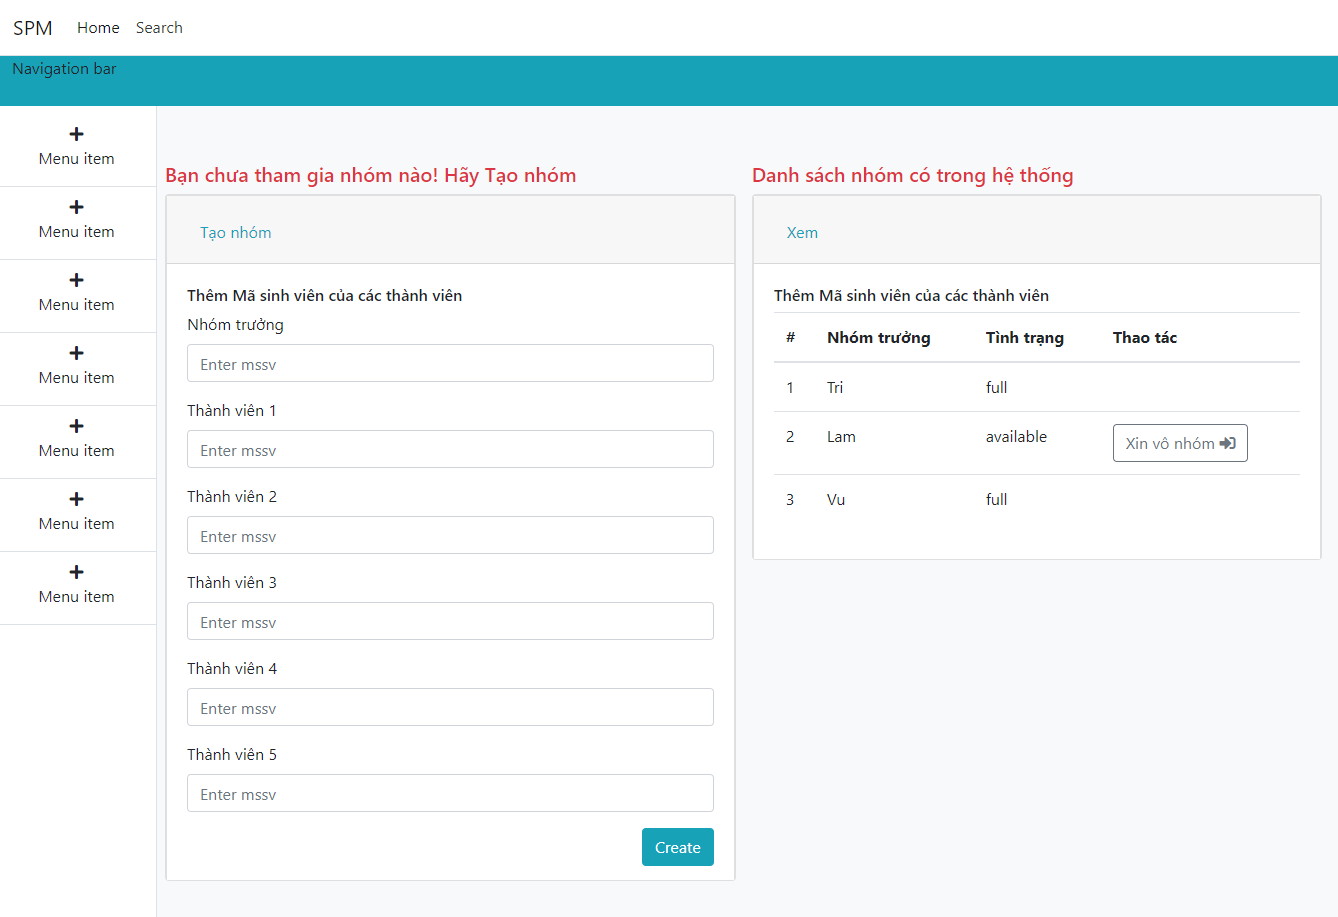 SPM Home Search
Navigation bar
Menu item
Menu item
Menu item
Menu item
Menu item
Menu item
Menu item
Bạn chưa tham gia nhóm nào! Hãy Tạo nhóm
Tạo nhóm
Thêm Mã sinh viên của các thành viên
Nhóm trưởng
Enter mssv
Thành viên 1
Enter mssv
Thành viên 2
Enter mssv
Thành viên 3
Enter mssv
Thành viên 4
Enter mssv
Thành viên 5
Enter mssv
Create
Danh sách nhóm có trong hệ thống
Xem
Thêm Mã sinh viên của các thành viên
# Nhóm trưởng Tình trạng Thao tác
1 Tri full
2 Lam available Xin vô nhóm
3 Vu full